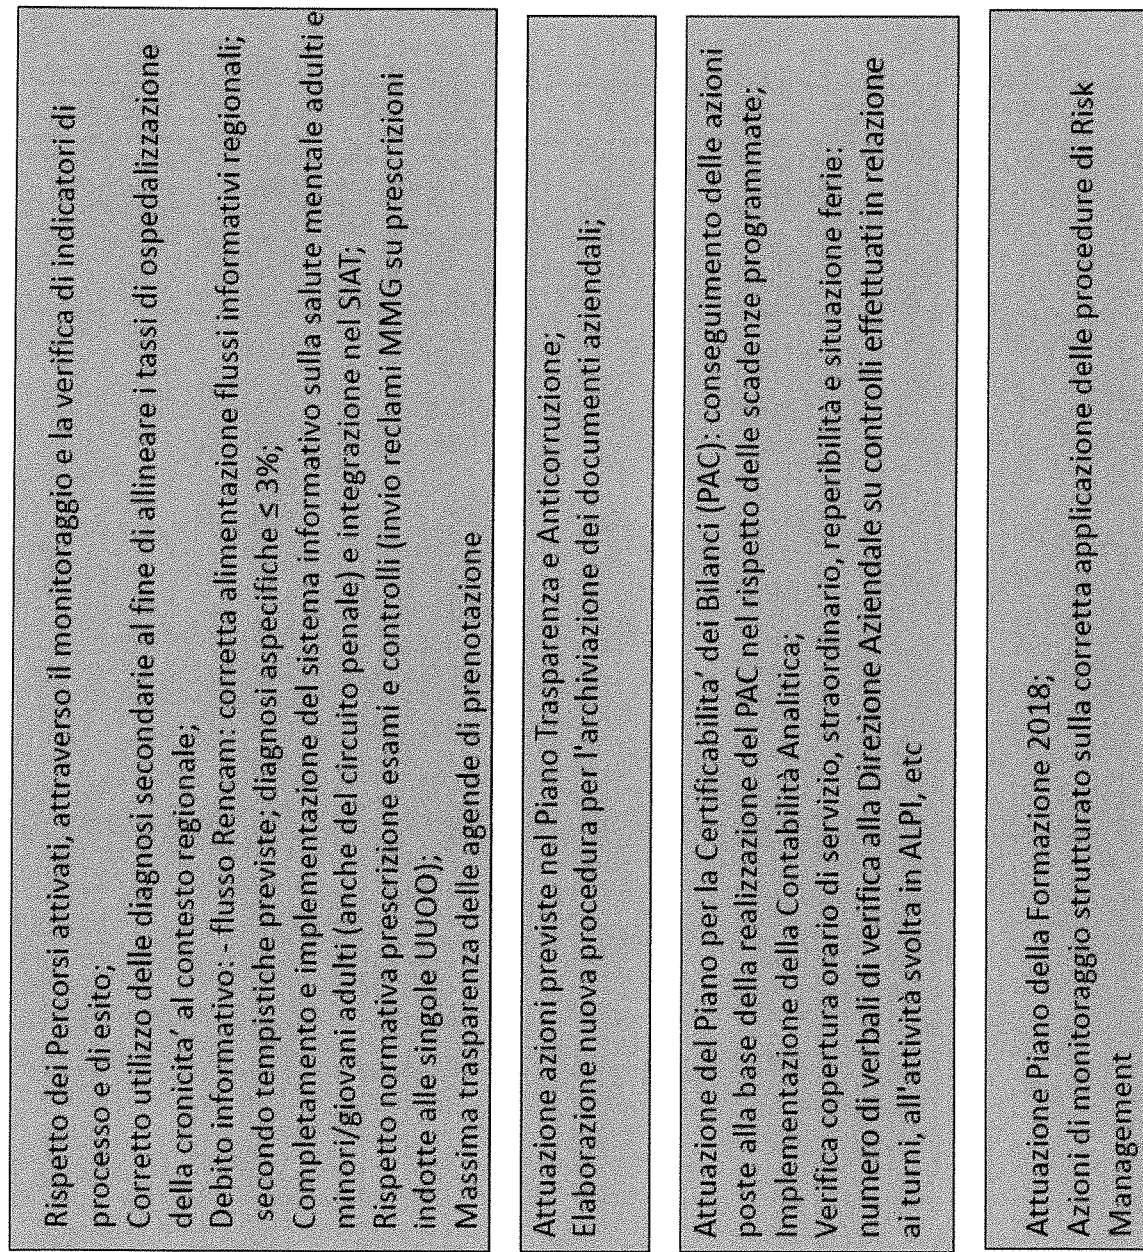 Rispetto dei Percorsi attivati, attraverso il monitoraggio e la verifica di indicatori di
processo e di esito;
Corretto utilizzo delle diagnosi secondarie al fine di allineare i tassi di ospedalizzazione
della cronicita' al contesto regionale;
Debito informativo: - flusso Rencam: corretta alimentazione flussi informativi regionali;
secondo tempistiche previste; diagnosi aspecifiche ≤ 3%;
Completamento e implementazione del sistema informativo sulla salute mentale adulti e
minori/giovani adulti (anche del circuito penale) e integrazione nel SIAT;
Rispetto normativa prescrizione esami e controlli (invio reclami MMG su prescrizioni
indotte alle singole UUOO);
Massima trasparenza delle agende di prenotazione
Attuazione azioni previste nel Piano Trasparenza e Anticorruzione;
Elaborazione nuova procedura per l'archiviazione dei documenti aziendali;
Attuazione del Piano per la Certificabilita' dei Bilanci (PAC): conseguimento delle azioni
poste alla base della realizzazione del PAC nel rispetto delle scadenze programmate;
Implementazione della Contabilità Analitica;
Verifica copertura orario di servizio, straordinario, reperibilità e situazione ferie:
numero di verbali di verifica alla Direzione Aziendale su controlli effettuati in relazione
ai turni, all'attività svolta in ALPI, etc
Attuazione Piano della Formazione 2018;
Azioni di monitoraggio strutturato sulla corretta applicazione delle procedure di Risk
Management